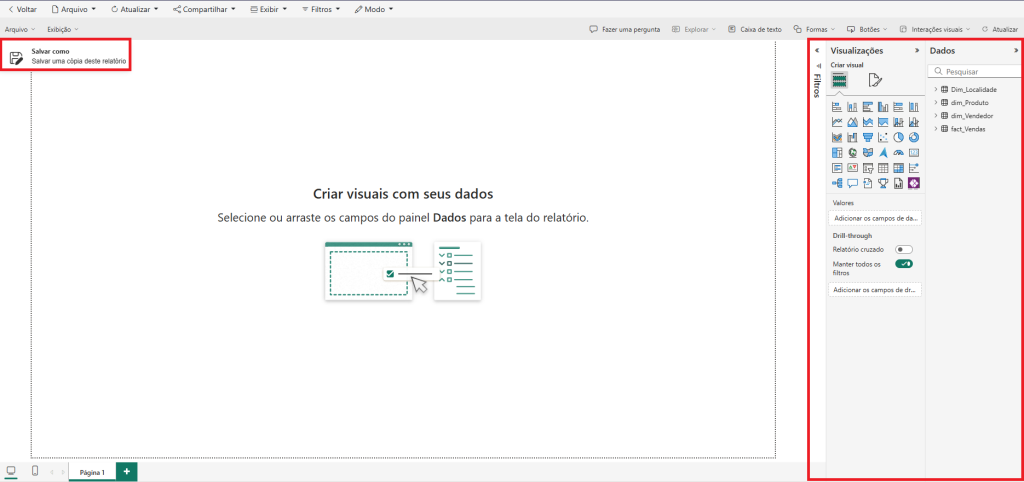 Voltar Arquivo Atualizar Compartilhar Exibir Filtros Modo
Arquivo Exibição Fazer uma pergunta Explorar Caixa de texto Formas Botões Interações visuais Atualizar
Salvar como
Salvar uma cópia deste relatório
Criar visuais com seus dados
Selecione ou arraste os campos do painel Dados para a tela do relatório.
Filtros
Visualizações
Criar visual
Valores
Adicionar os campos de da...
Drill-through
Relatório cruzado
Manter todos os
filtros
Adicionar os campos de dr...
Dados
Pesquisar
Dim_Localidade
dim_Produto
dim_Vendedor
fact_Vendas
Página 1